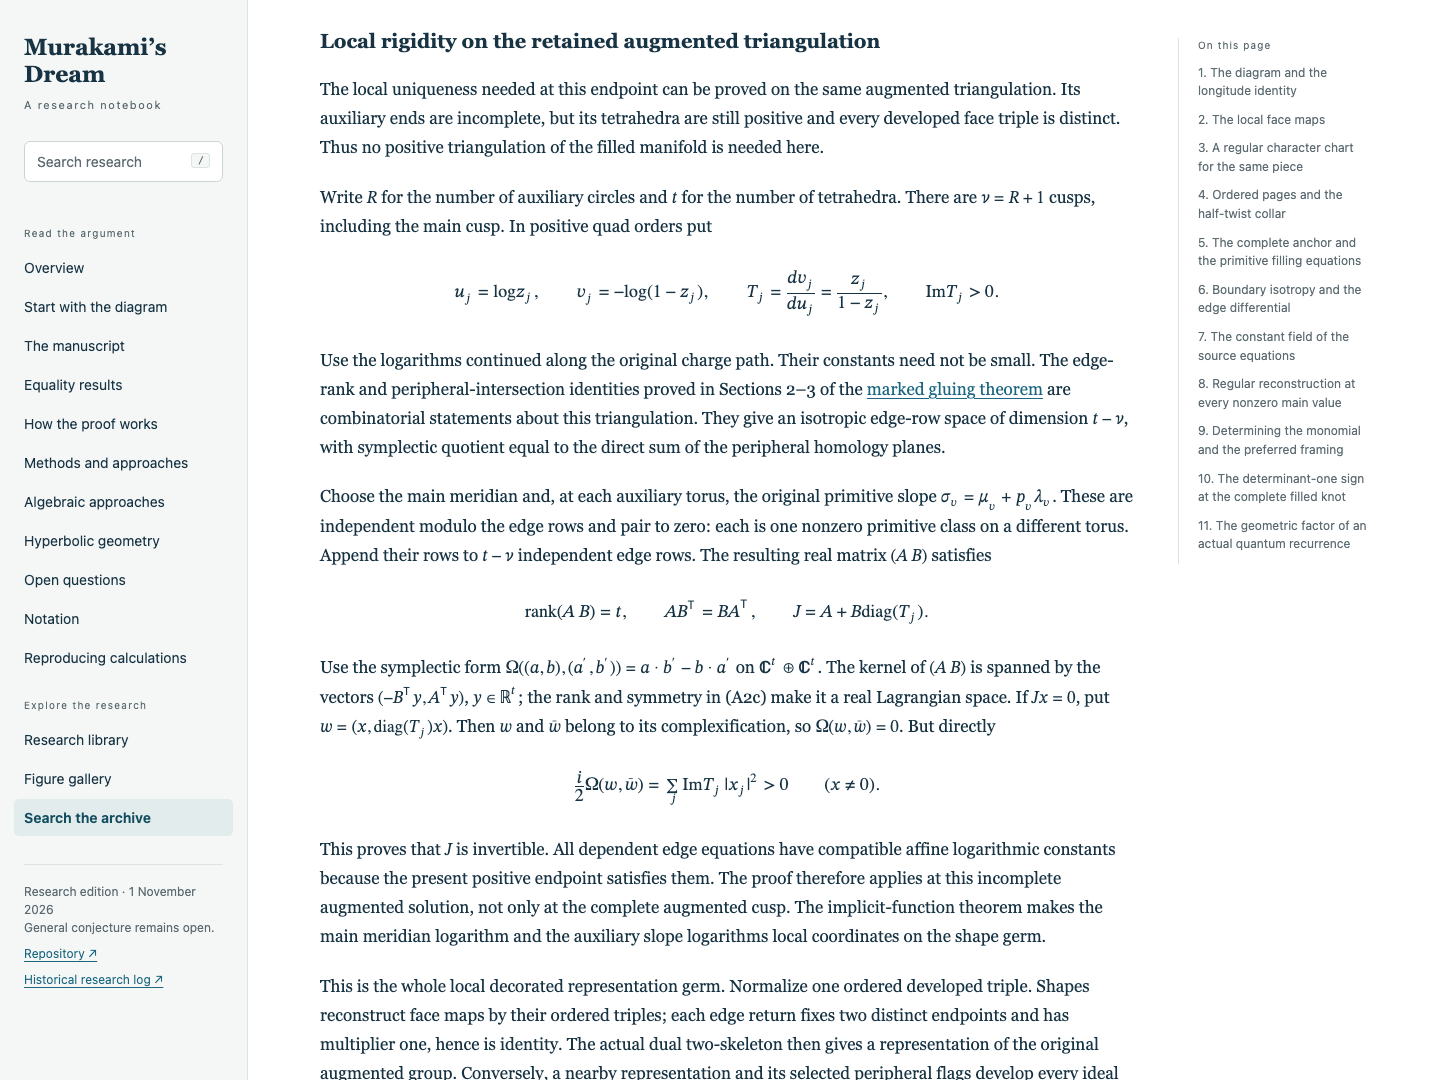 Murakami’s
Dream
A research notebook
Search research /
Read the argument
Overview
Start with the diagram
The manuscript
Equality results
How the proof works
Methods and approaches
Algebraic approaches
Hyperbolic geometry
Open questions
Notation
Reproducing calculations
Explore the research
Research library
Figure gallery
Search the archive
Research edition · 1 November
2026
General conjecture remains open.
Repository ↗
Historical research log ↗
Local rigidity on the retained augmented triangulation
The local uniqueness needed at this endpoint can be proved on the same augmented triangulation. Its
auxiliary ends are incomplete, but its tetrahedra are still positive and every developed face triple is distinct.
Thus no positive triangulation of the filled manifold is needed here.
Write R for the number of auxiliary circles and t for the number of tetrahedra. There are ν = R + 1 cusps,
including the main cusp. In positive quad orders put
u_j = log z_j, v_j = −log(1 − z_j), T_j = dv_j/du_j = z_j/(1 − z_j), Im T_j > 0.
Use the logarithms continued along the original charge path. Their constants need not be small. The edge-
rank and peripheral-intersection identities proved in Sections 2–3 of the marked gluing theorem are
combinatorial statements about this triangulation. They give an isotropic edge-row space of dimension t − ν,
with symplectic quotient equal to the direct sum of the peripheral homology planes.
Choose the main meridian and, at each auxiliary torus, the original primitive slope σ_v = μ_v + p_v λ_v. These are
independent modulo the edge rows and pair to zero: each is one nonzero primitive class on a different torus.
Append their rows to t − ν independent edge rows. The resulting real matrix (A B) satisfies
rank(A B) = t, AB^T = BA^T, J = A + Bdiag(T_j).
Use the symplectic form Ω((a, b), (a′, b′)) = a · b′ − b · a′ on ℂ^t ⊕ ℂ^t. The kernel of (A B) is spanned by the
vectors (−B^T y, A^T y), y ∈ ℝ^t; the rank and symmetry in (A2c) make it a real Lagrangian space. If Jx = 0, put
w = (x, diag(T_j)x). Then w and w̄ belong to its complexification, so Ω(w, w̄) = 0. But directly
i/2 Ω(w, w̄) = ∑_j Im T_j |x_j|^2 > 0 (x ≠ 0).
This proves that J is invertible. All dependent edge equations have compatible affine logarithmic constants
because the present positive endpoint satisfies them. The proof therefore applies at this incomplete
augmented solution, not only at the complete augmented cusp. The implicit-function theorem makes the
main meridian logarithm and the auxiliary slope logarithms local coordinates on the shape germ.
This is the whole local decorated representation germ. Normalize one ordered developed triple. Shapes
reconstruct face maps by their ordered triples; each edge return fixes two distinct endpoints and has
multiplier one, hence is identity. The actual dual two-skeleton then gives a representation of the original
augmented group. Conversely, a nearby representation and its selected peripheral flags develop every ideal
On this page
1. The diagram and the
longitude identity
2. The local face maps
3. A regular character chart
for the same piece
4. Ordered pages and the
half-twist collar
5. The complete anchor and
the primitive filling equations
6. Boundary isotropy and the
edge differential
7. The constant field of the
source equations
8. Regular reconstruction at
every nonzero main value
9. Determining the monomial
and the preferred framing
10. The determinant-one sign
at the complete filled knot
11. The geometric factor of an
actual quantum recurrence